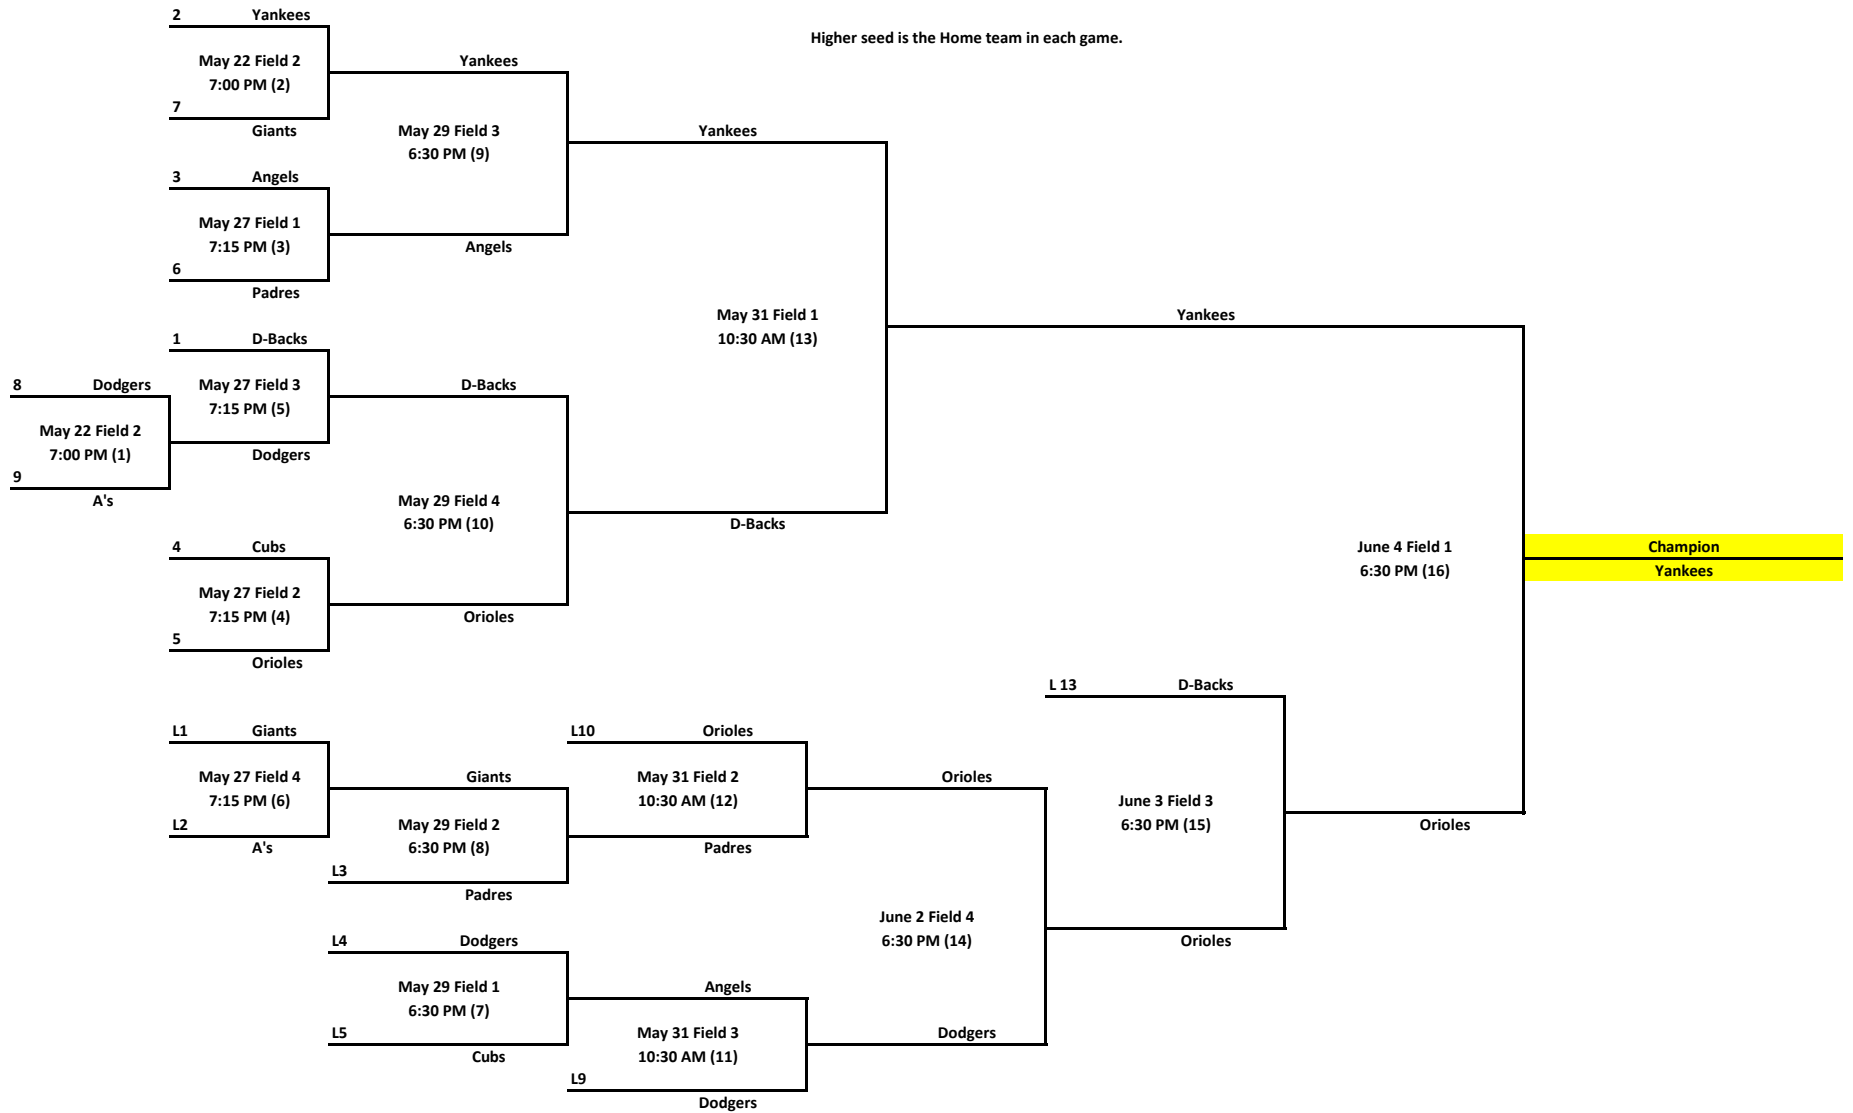 2 Yankees
Higher seed is the Home team in each game.
May 22 Field 2
7:00 PM (2)
Yankees
7
Giants
May 29 Field 3
6:30 PM (9)
Yankees
3 Angels
May 27 Field 1
7:15 PM (3)
Angels
6
Padres
May 31 Field 1
10:30 AM (13)
Yankees
1 D-Backs
8 Dodgers
May 27 Field 3
7:15 PM (5)
D-Backs
May 22 Field 2
7:00 PM (1)
Dodgers
9
A's
May 29 Field 4
6:30 PM (10)
D-Backs
4 Cubs
June 4 Field 1
6:30 PM (16)
Champion
Yankees
May 27 Field 2
7:15 PM (4)
Orioles
5
Orioles
L 13 D-Backs
L1 Giants
L10 Orioles
May 27 Field 4
7:15 PM (6)
Giants
May 31 Field 2
10:30 AM (12)
Orioles
June 3 Field 3
6:30 PM (15)
Orioles
L2
A's
May 29 Field 2
6:30 PM (8)
Padres
L3
Padres
June 2 Field 4
6:30 PM (14)
Orioles
L4 Dodgers
May 29 Field 1
6:30 PM (7)
Angels
L5
Cubs
May 31 Field 3
10:30 AM (11)
Dodgers
L9
Dodgers